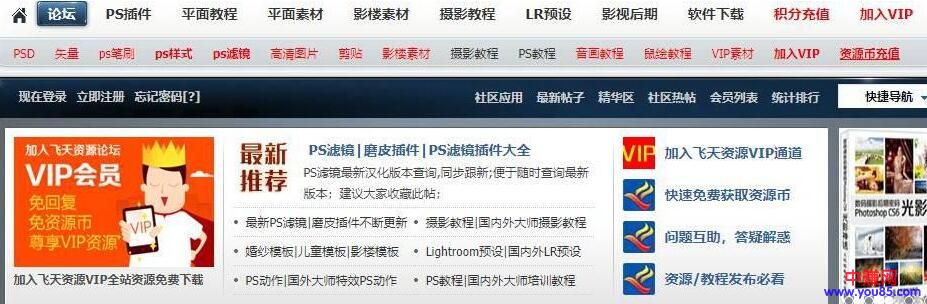 论坛 PS插件 平面教程 平面素材 影楼素材 摄影教程 LR预设 影视后期 软件下载 积分充值 加入VIP
PSD 矢量 ps笔刷 ps样式 ps滤镜 高清图片 剪贴 影楼素材 摄影教程 PS教程 音画教程 鼠绘教程 VIP素材 加入VIP 资源币充值
现在登录 立即注册 忘记密码[?] 社区应用 最新帖子 精华区 社区热帖 会员列表 统计排行 快捷导航
加入飞天资源论坛
VIP会员
免回复
免资源币
尊享VIP资源
VIP
加入飞天资源VIP全站资源免费下载
最新
推荐
PS滤镜|磨皮插件|PS滤镜插件大全
PS滤镜最新汉化版本查询,同步跟新;便于随时查询最新
版本；建议大家收藏此帖；
• 最新PS滤镜|磨皮插件不断更新 • 摄影教程|国内外大师摄影教程
• 婚纱模板|儿童模板|影楼模板 • Lightroom预设|国内外LR预设
• PS动作|国外大师特效PS动作 • PS教程|国内外大师培训教程
VIP 加入飞天资源VIP通道
快速免费获取资源币
问题互助，答疑解惑
资源/教程发布必看
数码摄影后期密码
Photoshop CS6
光影
中赚网
www.you85.com